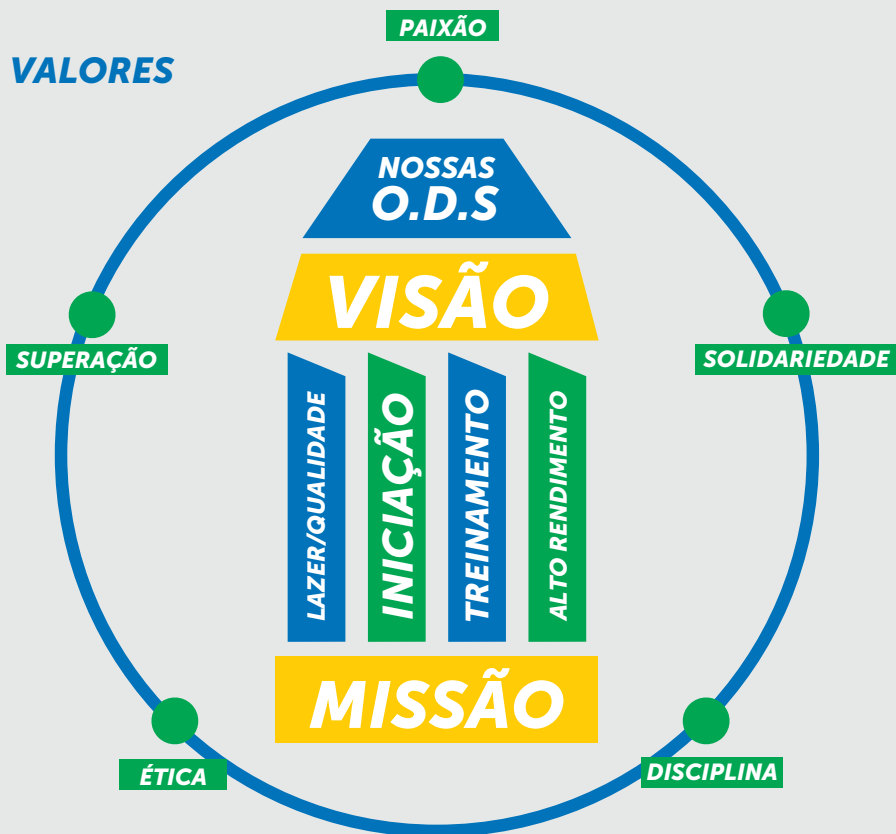 PAIXÃO
VALORES
NOSSAS
O.D.S
VISÃO
SUPERAÇÃO
SOLIDARIEDADE
LAZER/QUALIDADE
INICIAÇÃO
TREINAMENTO
ALTO RENDIMENTO
MISSÃO
ÉTICA
DISCIPLINA